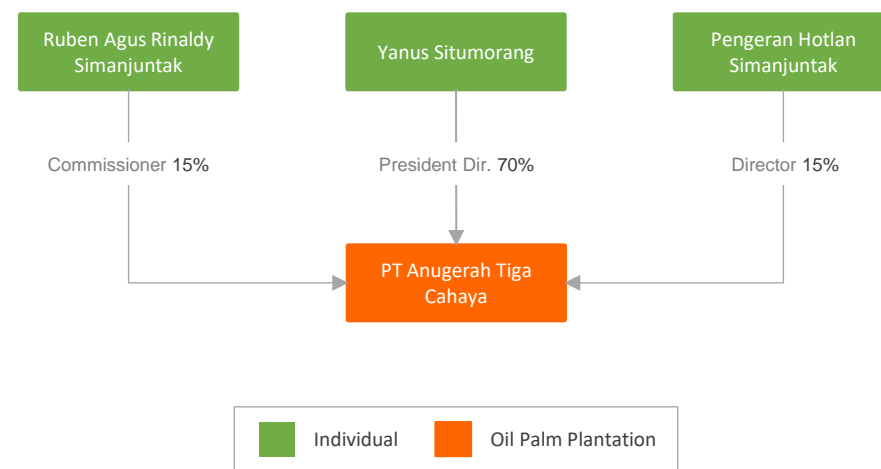 Ruben Agus Rinaldy
Simanjuntak
Yanus Situmorang
Pengeran Hotlan
Simanjuntak
Commissioner 15%
President Dir. 70%
Director 15%
PT Anugerah Tiga
Cahaya
Individual
Oil Palm Plantation